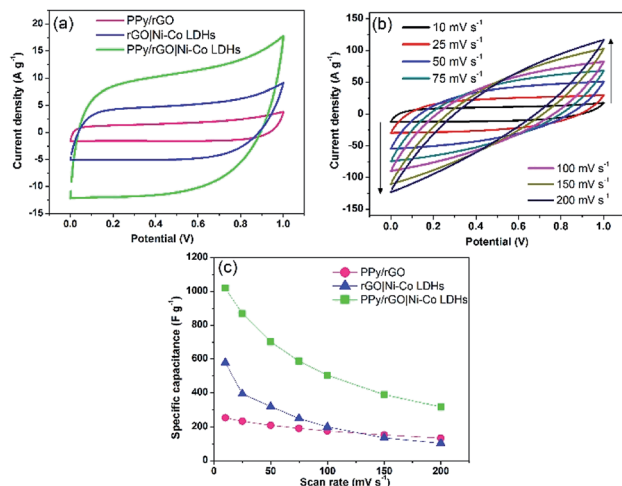 (a)
PPy/rGO
rGO|Ni-Co LDHs
PPy/rGO|Ni-Co LDHs
Current density (A g⁻¹)
20
15
10
5
0
-5
-10
-15
0.0 0.2 0.4 0.6 0.8 1.0
Potential (V)
(b)
10 mV s⁻¹
25 mV s⁻¹
50 mV s⁻¹
75 mV s⁻¹
100 mV s⁻¹
150 mV s⁻¹
200 mV s⁻¹
Current density (A g⁻¹)
150
100
50
0
-50
-100
-150
0.0 0.2 0.4 0.6 0.8 1.0
Potential (V)
(c)
PPy/rGO
rGO|Ni-Co LDHs
PPy/rGO|Ni-Co LDHs
Specific capacitance (F g⁻¹)
1200
1000
800
600
400
200
0
0 50 100 150 200
Scan rate (mV s⁻¹)